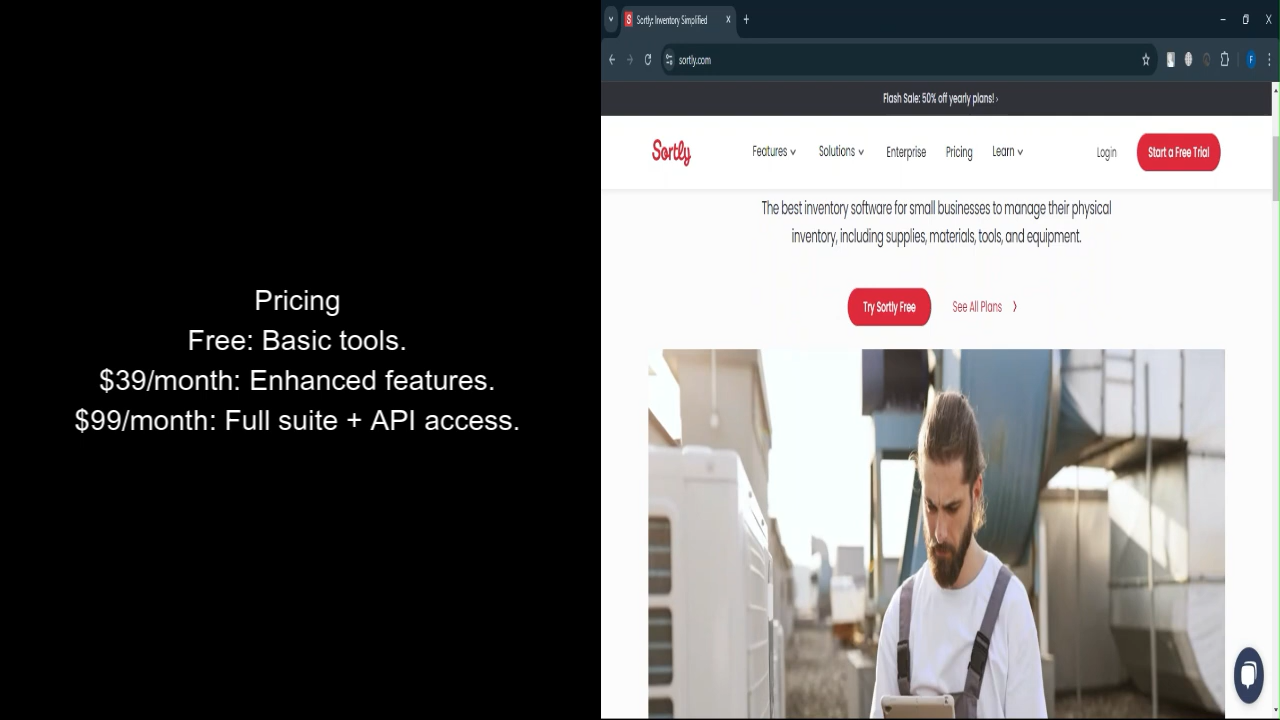 Pricing
Free: Basic tools.
$39/month: Enhanced features.
$99/month: Full suite + API access.
Sortly: Inventory Simplified
sortly.com
F
Flash Sale: 50% off yearly plans! ›
Sortly
Features
Solutions
Enterprise
Pricing
Learn
Login
Start a Free Trial
The best inventory software for small businesses to manage their physical
inventory, including supplies, materials, tools, and equipment.
Try Sortly Free
See All Plans